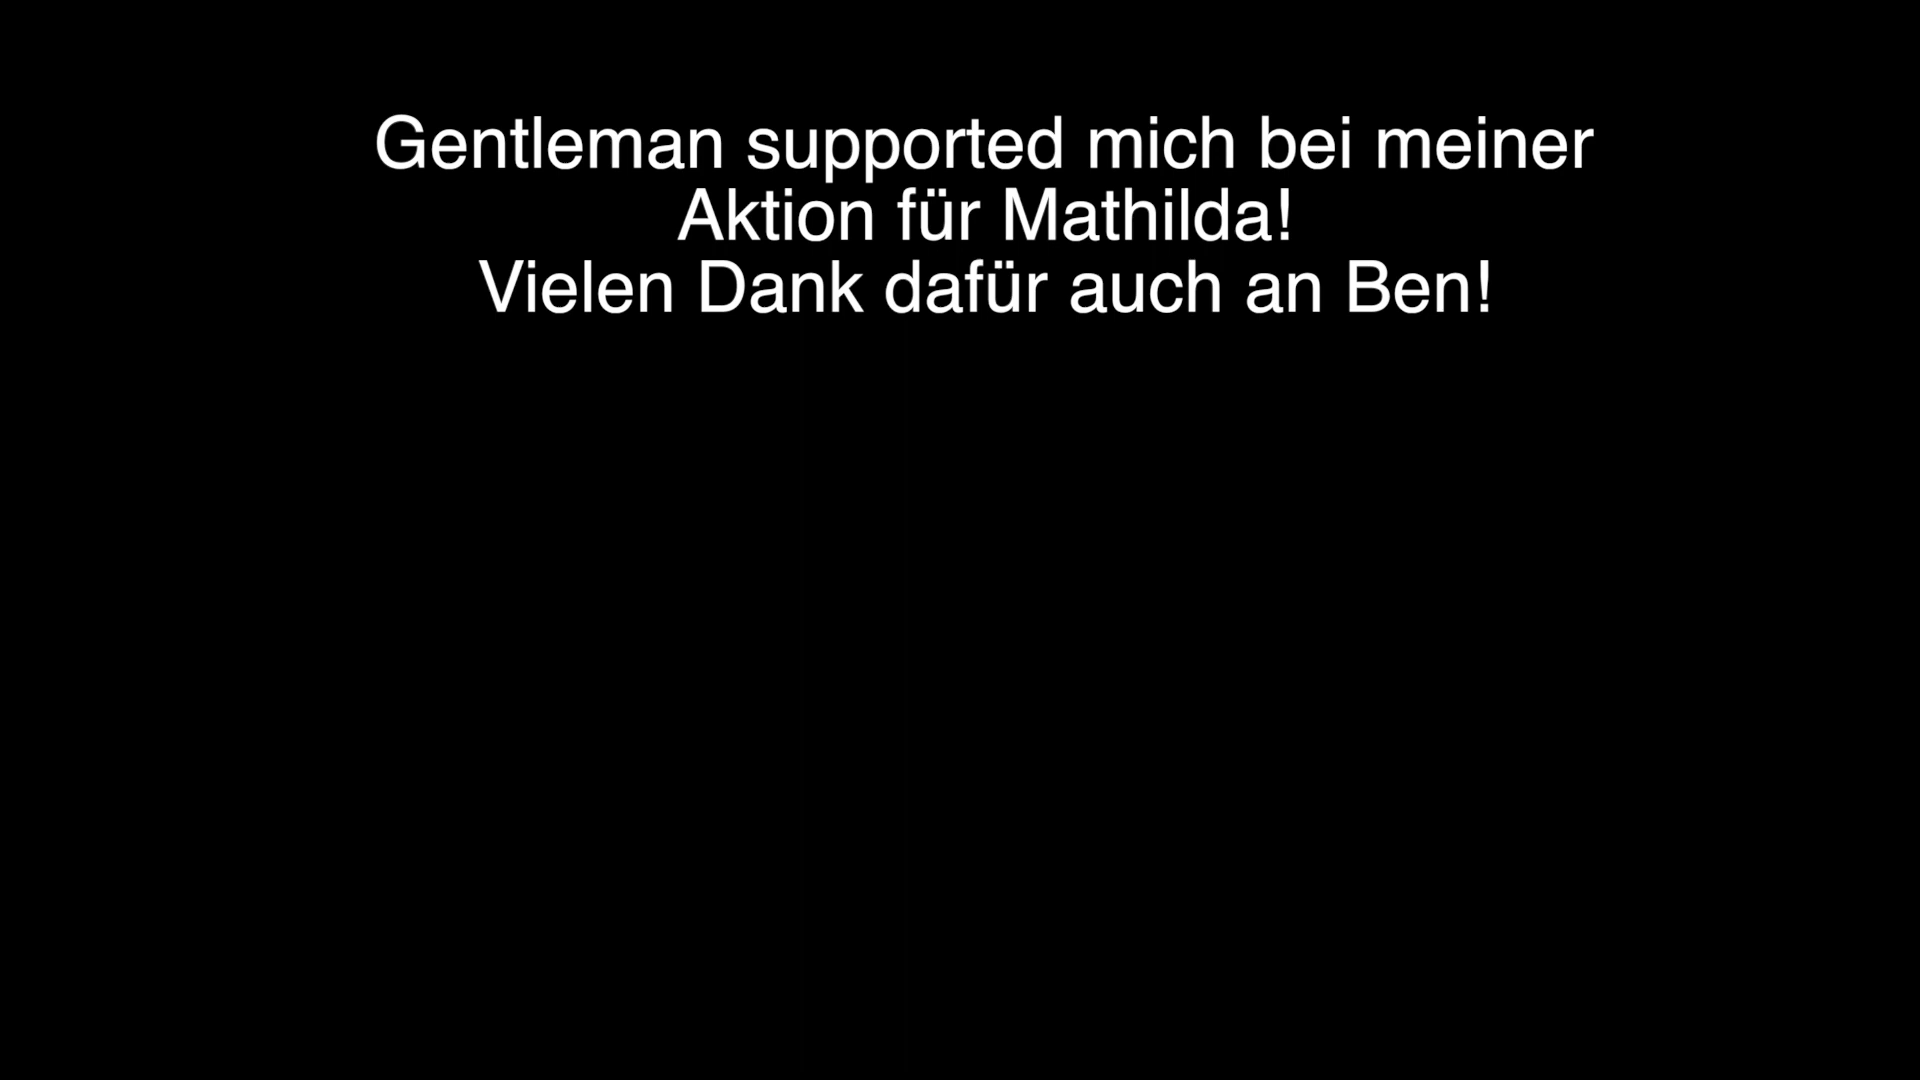 Gentleman supported mich bei meiner
Aktion für Mathilda!
Vielen Dank dafür auch an Ben!